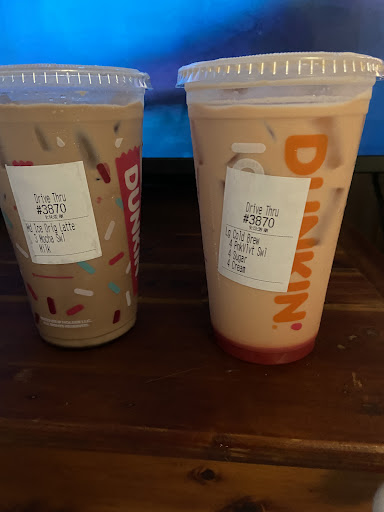 Drive Thru
#3870
Md Ice Orig Latte
3 Mocha Swl
Milk
DUNKIN'
Drive Thru
#3870
Lg Cold Brew
4 PnkVlvt Swl
4 Sugar
4 Cream
DUNKIN'